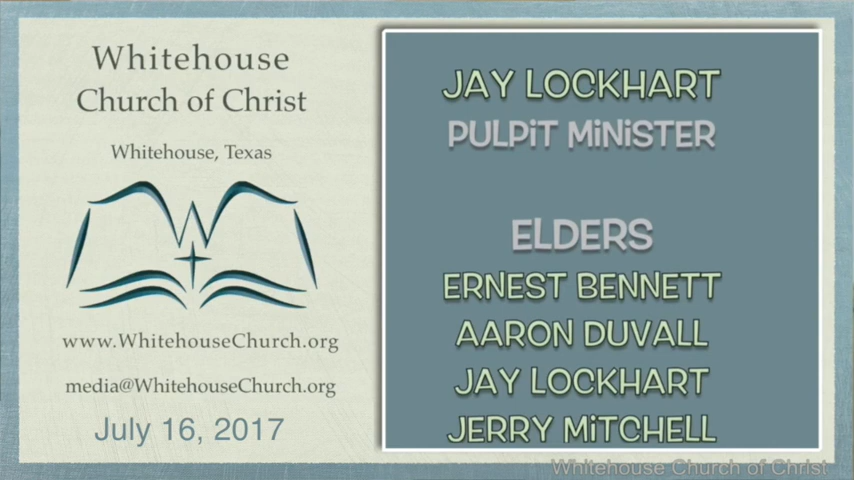 Whitehouse
Church of Christ
Whitehouse, Texas
W
www.WhitehouseChurch.org
media@WhitehouseChurch.org
July 16, 2017
JAY LOCKHART
PULPiT MiNiSTER
ELDERS
ERNEST BENNETT
AARON DUVALL
JAY LOCKHART
JERRY MiTCHELL
Whitehouse Church of Christ